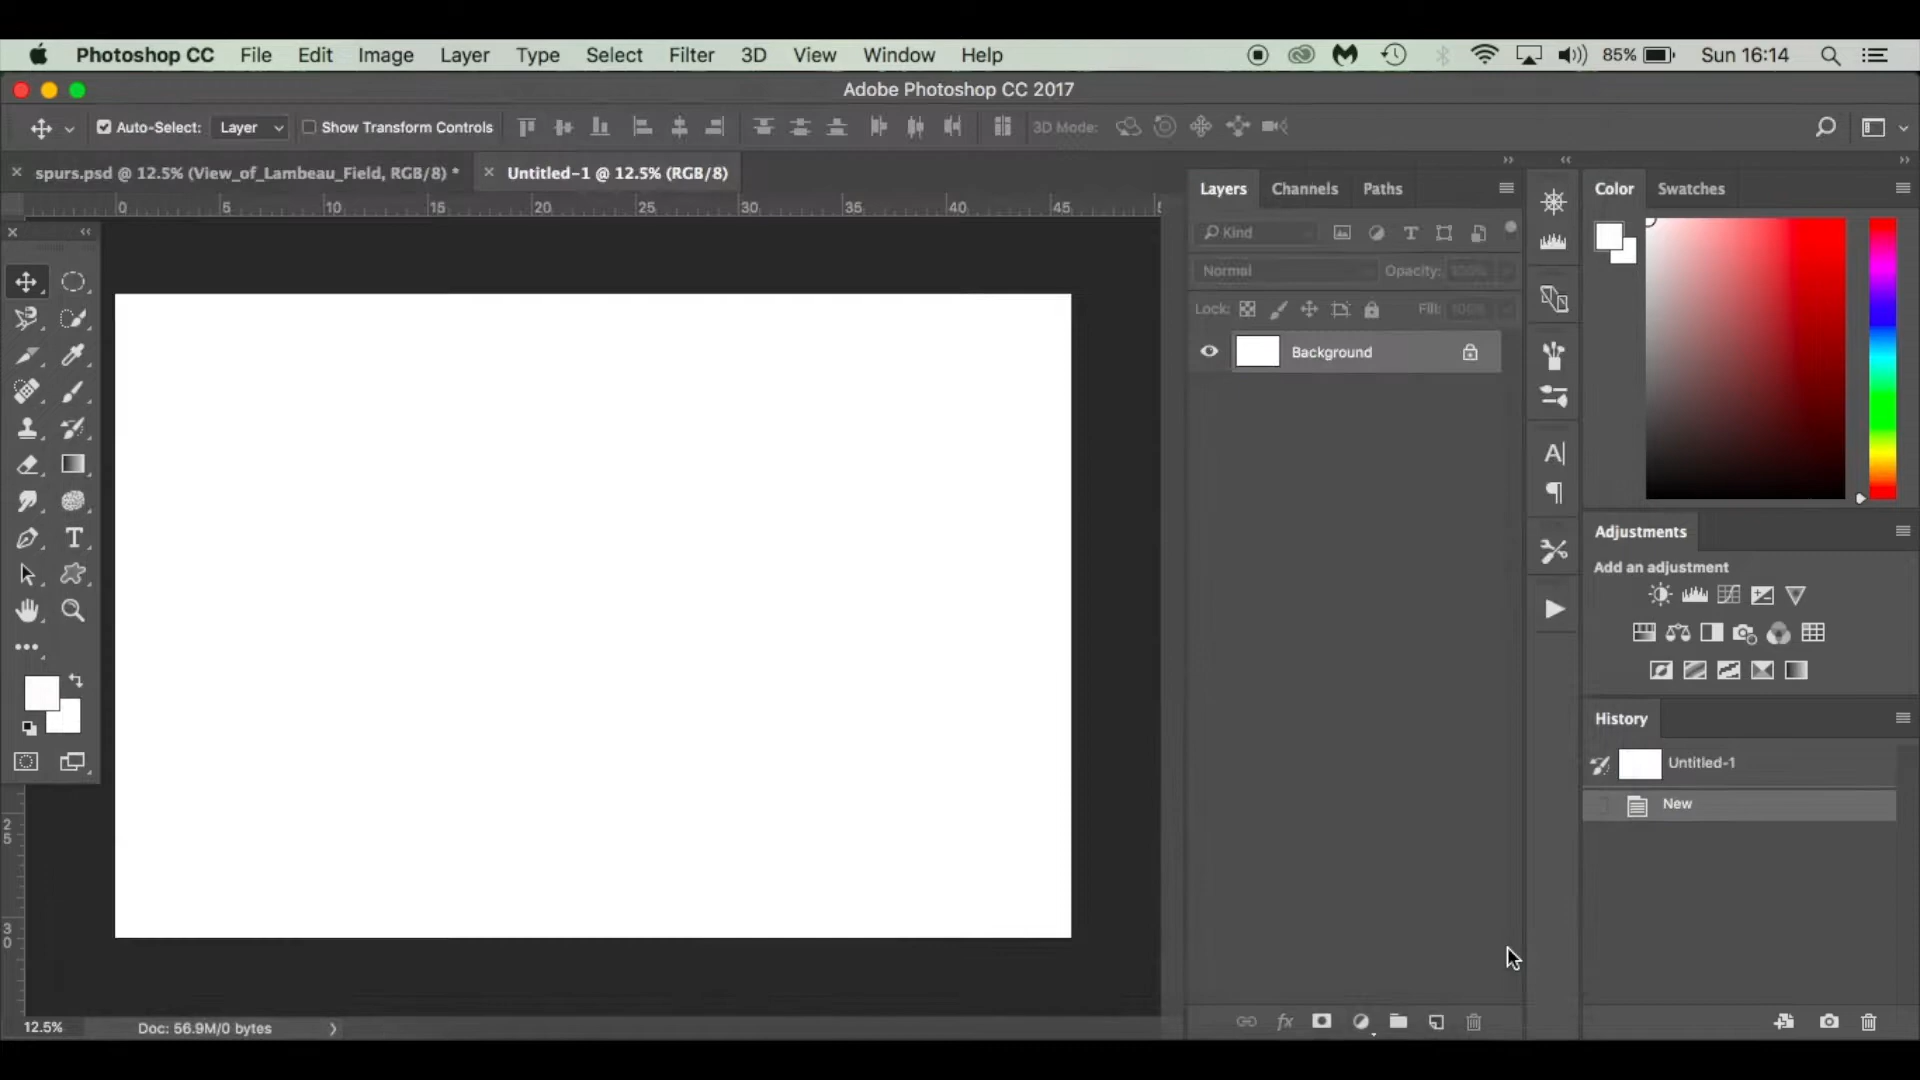 Photoshop CC File Edit Image Layer Type Select Filter 3D View Window Help 85% Sun 16:14
Adobe Photoshop CC 2017
Auto-Select: Layer Show Transform Controls 3D Mode:
spurs.psd @ 12.5% (View_of_Lambeau_Field, RGB/8) * Untitled-1 @ 12.5% (RGB/8)
0 5 10 15 20 25 30 35 40 45
Layers Channels Paths
Kind
Normal Opacity: 100%
Lock: Fill: 100%
Background
Color Swatches
Adjustments
Add an adjustment
History
Untitled-1
New
25
30
12.5% Doc: 56.9M/0 bytes